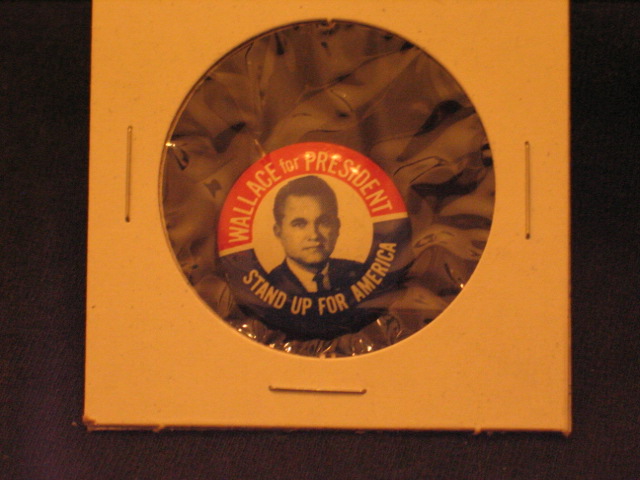 WALLACE for PRESIDENT
STAND UP FOR AMERICA